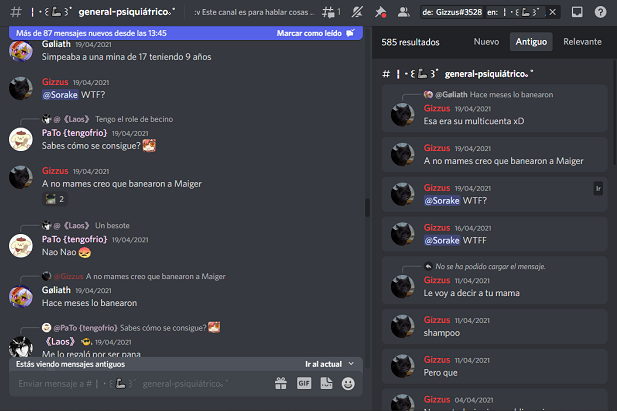 general-psiquiátrico｡ﾟ
:v Este canal es para hablar cosas ...
1
de: Gizzus#3528 en:
Más de 87 mensajes nuevos desde las 13:45
Marcar como leído
Gøliath 19/04/2021
Simpeaba a una mina de 17 teniendo 9 años
Gizzus 19/04/2021
@Sorake WTF?
@《Laos》 Tengo el role de becino
PaTo {tengofrio} 19/04/2021
Sabes cómo se consigue?
Gizzus 19/04/2021
A no mames creo que banearon a Maiger
2
@《Laos》 Un besote
PaTo {tengofrio} 19/04/2021
Nao Nao
@Gizzus A no mames creo que banearon a Maiger
Gøliath 19/04/2021
Hace meses lo banearon
@PaTo {tengofrio} Sabes cómo se consigue?
《Laos》 19/04/2021
Me lo regaló por ser pana
Estás viendo mensajes antiguos
Ir al actual
Enviar mensaje a # general-psiquiátrico｡ﾟ
GIF
585 resultados
Nuevo
Antiguo
Relevante
# general-psiquiátrico｡ﾟ
@Gøliath Hace meses lo banearon
Gizzus 19/04/2021
Esa era su multicuenta xD
Gizzus 19/04/2021
A no mames creo que banearon a Maiger
Gizzus 19/04/2021
Ir
@Sorake WTF?
Gizzus 16/04/2021
@Sorake WTFF
No se ha podido cargar el mensaje.
Gizzus 11/04/2021
Le voy a decir a tu mama
Gizzus 11/04/2021
shampoo
Gizzus 11/04/2021
Pero que
Gizzus 04/04/2021